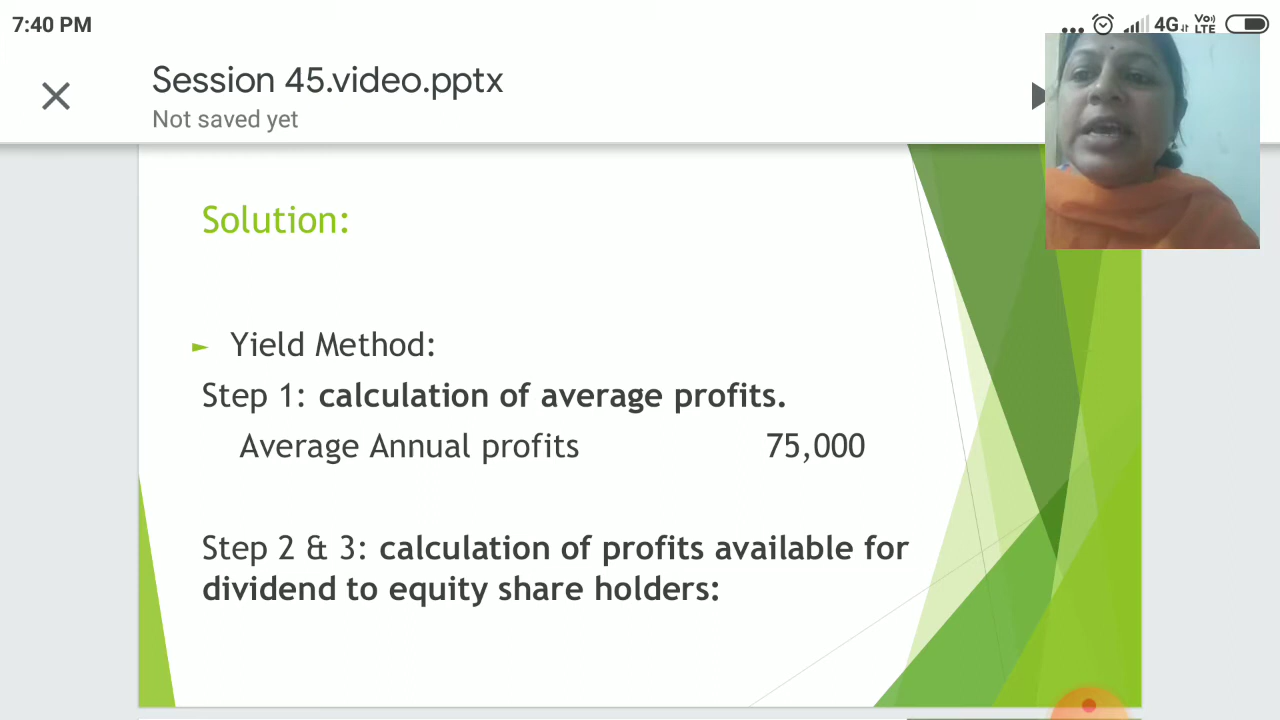 7:40 PM
4G VoLTE
Session 45.video.pptx
Not saved yet
Solution:
► Yield Method:
Step 1: calculation of average profits.
Average Annual profits 75,000
Step 2 & 3: calculation of profits available for
dividend to equity share holders: